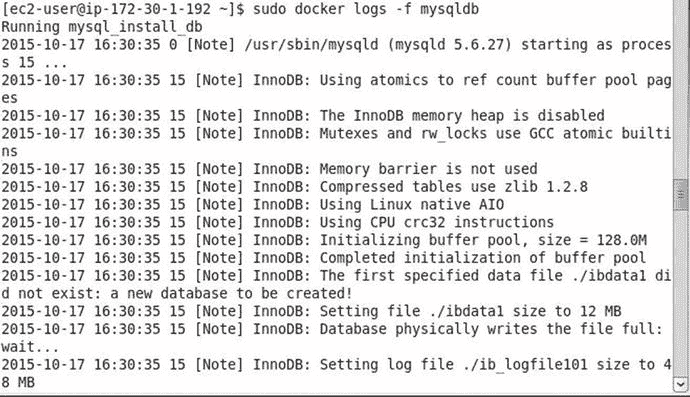 [ec2-user@ip-172-30-1-192 ~]$ sudo docker logs -f mysqldb
Running mysql_install_db
2015-10-17 16:30:35 0 [Note] /usr/sbin/mysqld (mysqld 5.6.27) starting as proces
s 15 ...
2015-10-17 16:30:35 15 [Note] InnoDB: Using atomics to ref count buffer pool pag
es
2015-10-17 16:30:35 15 [Note] InnoDB: The InnoDB memory heap is disabled
2015-10-17 16:30:35 15 [Note] InnoDB: Mutexes and rw_locks use GCC atomic builti
ns
2015-10-17 16:30:35 15 [Note] InnoDB: Memory barrier is not used
2015-10-17 16:30:35 15 [Note] InnoDB: Compressed tables use zlib 1.2.8
2015-10-17 16:30:35 15 [Note] InnoDB: Using Linux native AIO
2015-10-17 16:30:35 15 [Note] InnoDB: Using CPU crc32 instructions
2015-10-17 16:30:35 15 [Note] InnoDB: Initializing buffer pool, size = 128.0M
2015-10-17 16:30:35 15 [Note] InnoDB: Completed initialization of buffer pool
2015-10-17 16:30:35 15 [Note] InnoDB: The first specified data file ./ibdata1 di
d not exist: a new database to be created!
2015-10-17 16:30:35 15 [Note] InnoDB: Setting file ./ibdata1 size to 12 MB
2015-10-17 16:30:35 15 [Note] InnoDB: Database physically writes the file full:
wait...
2015-10-17 16:30:35 15 [Note] InnoDB: Setting log file ./ib_logfile101 size to 4
8 MB